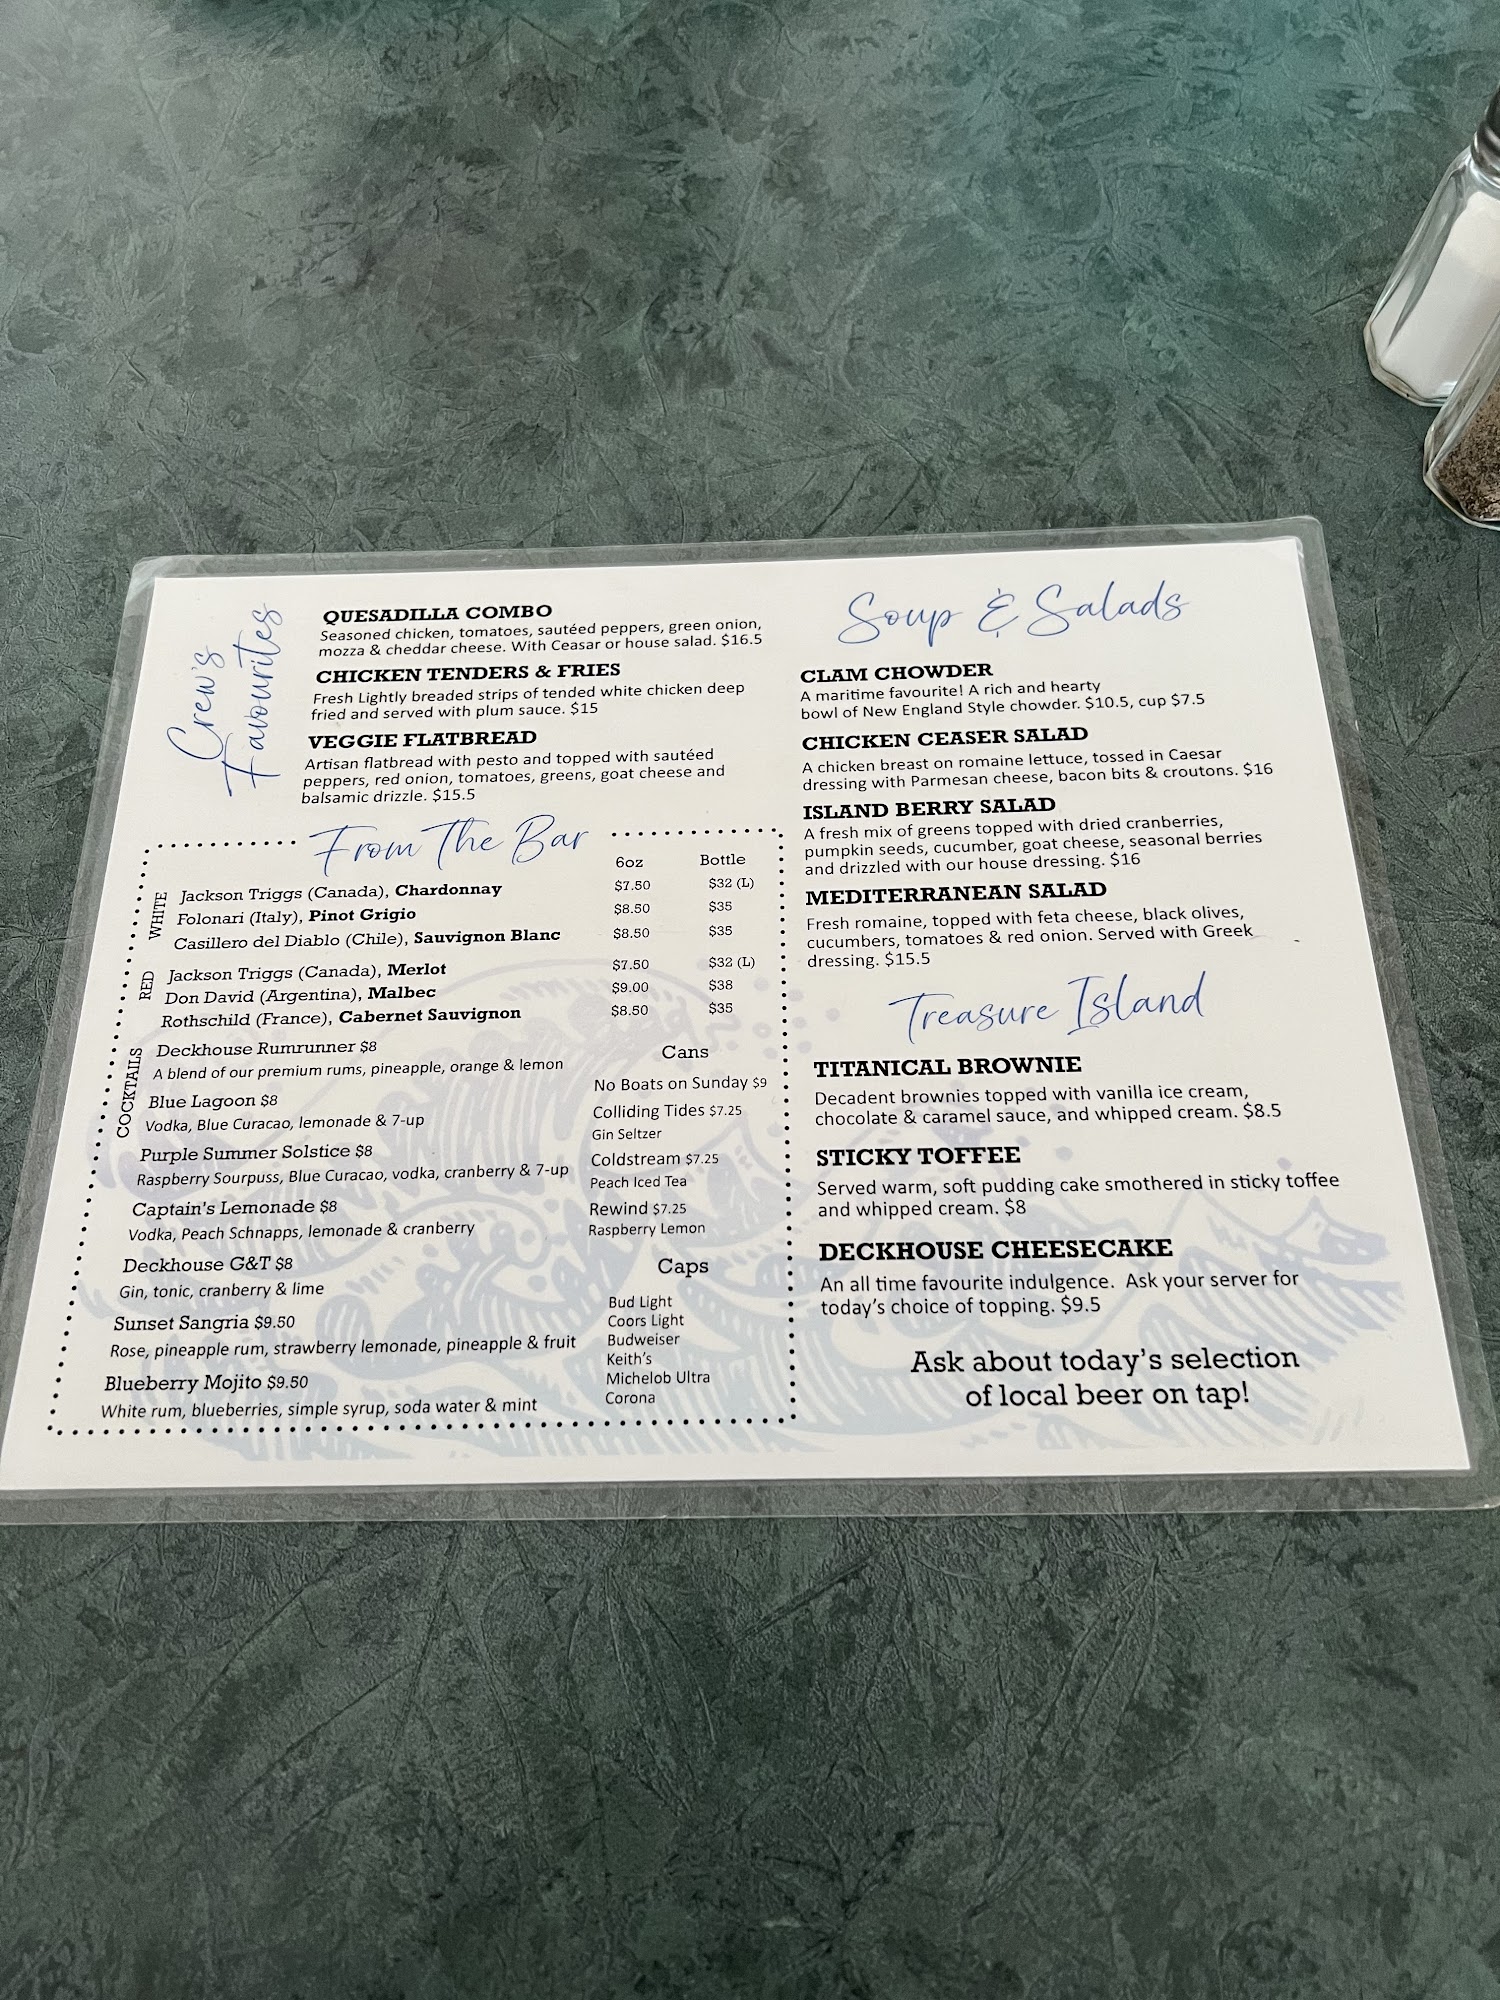 Crew's
Favourites
QUESADILLA COMBO
Seasoned chicken, tomatoes, sautéed peppers, green onion,
mozza & cheddar cheese. With Ceasar or house salad. $16.5
CHICKEN TENDERS & FRIES
Fresh Lightly breaded strips of tended white chicken deep
fried and served with plum sauce. $15
VEGGIE FLATBREAD
Artisan flatbread with pesto and topped with sautéed
peppers, red onion, tomatoes, greens, goat cheese and
balsamic drizzle. $15.5
From The Bar
6oz Bottle
WHITE
Jackson Triggs (Canada), Chardonnay $7.50 $32 (L)
Folonari (Italy), Pinot Grigio $8.50 $35
Casillero del Diablo (Chile), Sauvignon Blanc $8.50 $35
RED
Jackson Triggs (Canada), Merlot $7.50 $32 (L)
Don David (Argentina), Malbec $9.00 $38
Rothschild (France), Cabernet Sauvignon $8.50 $35
COCKTAILS
Deckhouse Rumrunner $8
A blend of our premium rums, pineapple, orange & lemon
Blue Lagoon $8
Vodka, Blue Curacao, lemonade & 7-up
Purple Summer Solstice $8
Raspberry Sourpuss, Blue Curacao, vodka, cranberry & 7-up
Captain's Lemonade $8
Vodka, Peach Schnapps, lemonade & cranberry
Deckhouse G&T $8
Gin, tonic, cranberry & lime
Sunset Sangria $9.50
Rose, pineapple rum, strawberry lemonade, pineapple & fruit
Blueberry Mojito $9.50
White rum, blueberries, simple syrup, soda water & mint
Cans
No Boats on Sunday $9
Colliding Tides $7.25
Gin Seltzer
Coldstream $7.25
Peach Iced Tea
Rewind $7.25
Raspberry Lemon
Caps
Bud Light
Coors Light
Budweiser
Keith's
Michelob Ultra
Corona
Soup & Salads
CLAM CHOWDER
A maritime favourite! A rich and hearty
bowl of New England Style chowder. $10.5, cup $7.5
CHICKEN CEASER SALAD
A chicken breast on romaine lettuce, tossed in Caesar
dressing with Parmesan cheese, bacon bits & croutons. $16
ISLAND BERRY SALAD
A fresh mix of greens topped with dried cranberries,
pumpkin seeds, cucumber, goat cheese, seasonal berries
and drizzled with our house dressing. $16
MEDITERRANEAN SALAD
Fresh romaine, topped with feta cheese, black olives,
cucumbers, tomatoes & red onion. Served with Greek
dressing. $15.5
Treasure Island
TITANICAL BROWNIE
Decadent brownies topped with vanilla ice cream,
chocolate & caramel sauce, and whipped cream. $8.5
STICKY TOFFEE
Served warm, soft pudding cake smothered in sticky toffee
and whipped cream. $8
DECKHOUSE CHEESECAKE
An all time favourite indulgence. Ask your server for
today's choice of topping. $9.5
Ask about today's selection
of local beer on tap!